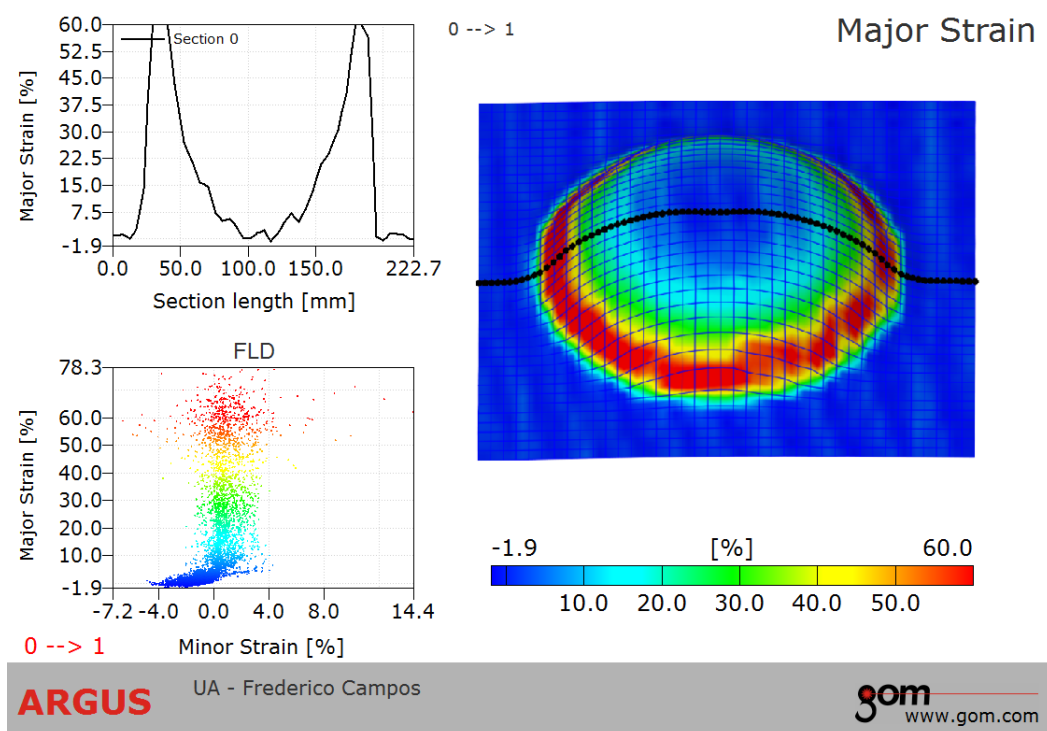 0 --> 1
Major Strain
60.0
52.5
45.0
37.5
30.0
22.5
15.0
7.5
-1.9
Major Strain [%]
Section 0
0.0 50.0 100.0 150.0 222.7
Section length [mm]
FLD
78.3
60.0
50.0
40.0
30.0
20.0
10.0
-1.9
Major Strain [%]
-7.2 -4.0 0.0 4.0 8.0 14.4
0 --> 1
Minor Strain [%]
-1.9 [%] 60.0
10.0 20.0 30.0 40.0 50.0
ARGUS
UA - Frederico Campos
gom
www.gom.com